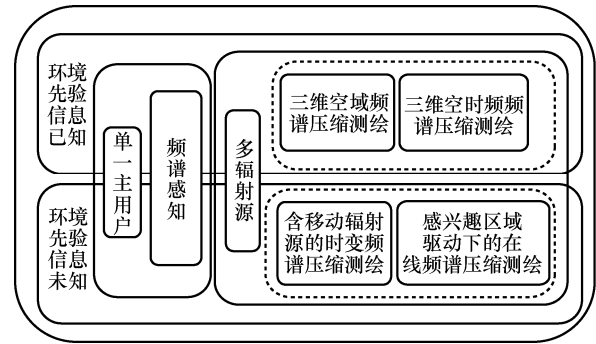 环境
先验
信息
已知
单一主用户
频谱感知
多辐射源
三维空域频
谱压缩测绘
三维空时频频
谱压缩测绘
环境
先验
信息
未知
含移动辐射
源的时变频
谱压缩测绘
感兴趣区域
驱动下的在
线频谱压缩测绘